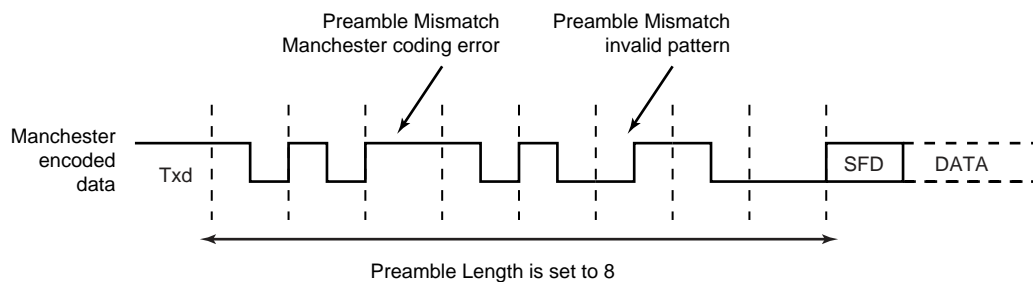 Preamble Mismatch
Manchester coding error
Preamble Mismatch
invalid pattern
Manchester
encoded
data
Txd
SFD
DATA
Preamble Length is set to 8